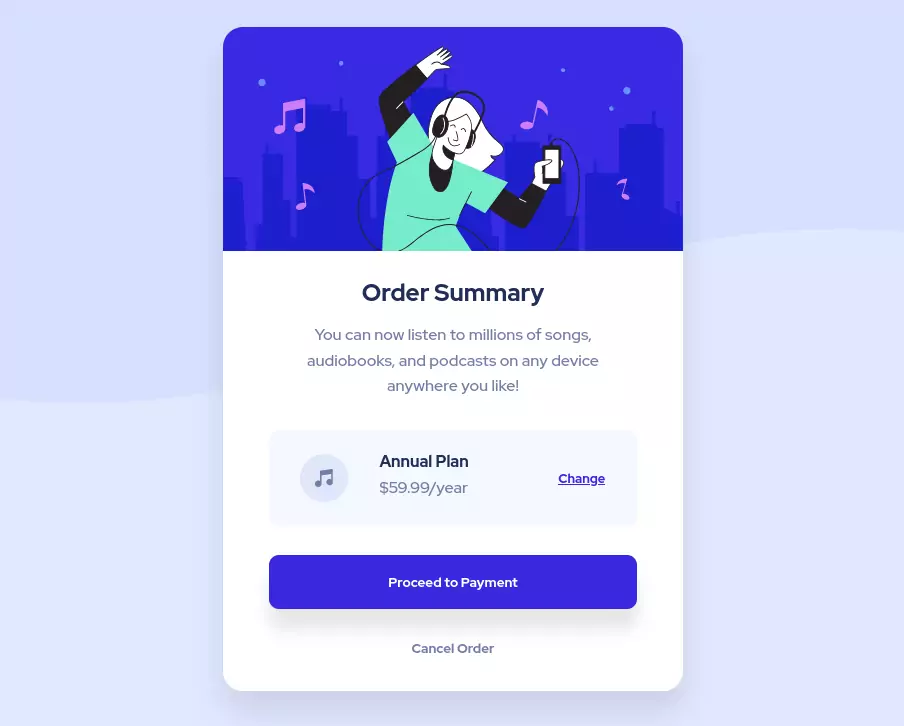 Order Summary
You can now listen to millions of songs,
audiobooks, and podcasts on any device
anywhere you like!
Annual Plan
$59.99/year
Change
Proceed to Payment
Cancel Order